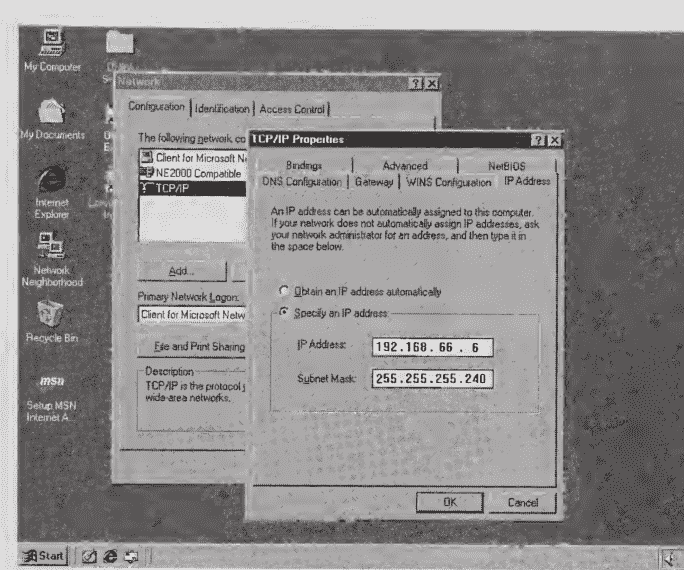 My Computer
My Documents
Internet
Explorer
Network
Neighborhood
Recycle Bin
msn
Setup MSN
Internet A...
Network
Configuration
Identification
Access Control
The following network co
Client for Microsoft N
NE2000 Compatible
TCP/IP
Add...
Primary Network Logon:
Client for Microsoft Netw
File and Print Sharing
Description
TCP/IP is the protocol
wide-area networks.
TCP/IP Properties
Bindings
Advanced
NetBIOS
DNS Configuration
Gateway
WINS Configuration
IP Address
An IP address can be automatically assigned to this computer.
If your network does not automatically assign IP addresses, ask
your network administrator for an address, and then type it in
the space below.
Obtain an IP address automatically
Specify an IP address:
IP Address:
192.168.66.6
Subnet Mask:
255.255.255.240
OK
Cancel
Start